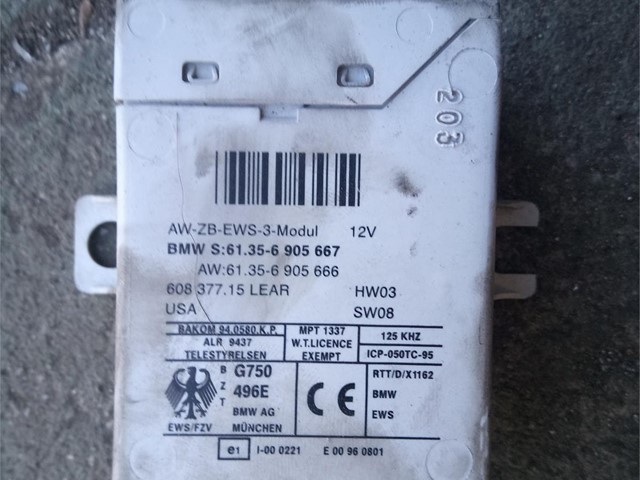 203
AW-ZB-EWS-3-Modul 12V
BMW S:61.35-6 905 667
AW:61.35-6 905 666
608 377.15 LEAR HW03
USA SW08
BAKOM 94.0580.K.P. MPT 1337 125 KHZ
ALR 9437 W.T.LICENCE
TELESTYRELSEN EXEMPT ICP-050TC-95
BZT G750 RTT/D/X1162
496E CE BMW
BMW AG EWS
EWS/FZV MÜNCHEN
e1 I-00 0221 E 00 96 0801